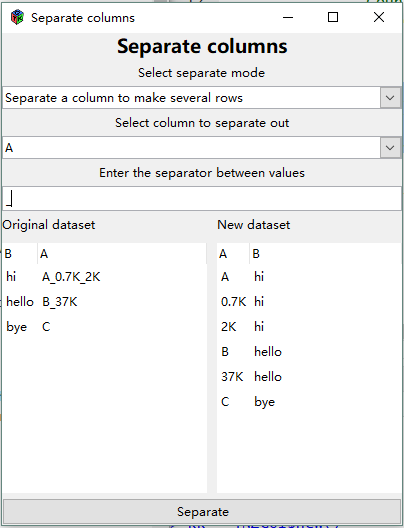 Separate columns
Separate columns
Select separate mode
Separate a column to make several rows
Select column to separate out
A
Enter the separator between values
_
Original dataset
New dataset
B A
hi A_0.7K_2K
hello B_37K
bye C
A B
A hi
0.7K hi
2K hi
B hello
37K hello
C bye
Separate